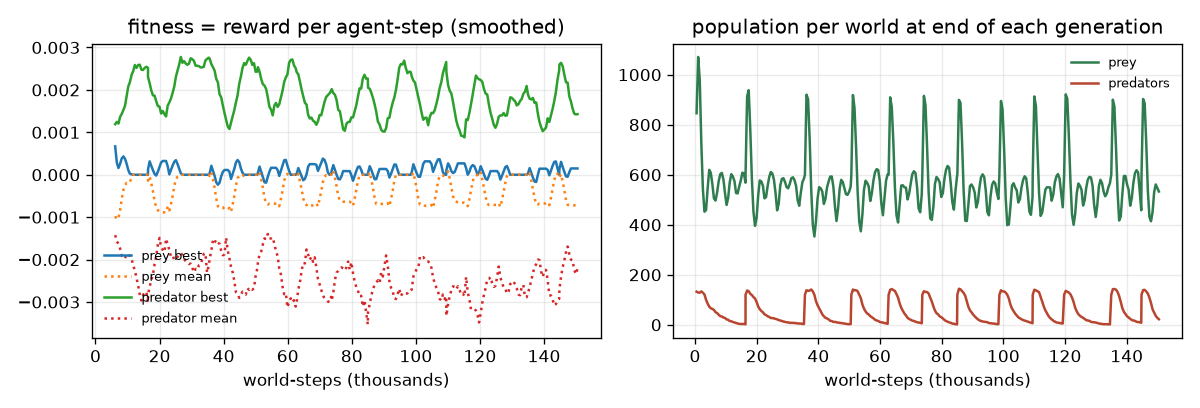 fitness = reward per agent-step (smoothed)
0.003
0.002
0.001
0.000
−0.001
−0.002
−0.003
prey best
prey mean
predator best
predator mean
0 20 40 60 80 100 120 140
world-steps (thousands)
population per world at end of each generation
1000
800
600
400
200
0
prey
predators
0 20 40 60 80 100 120 140
world-steps (thousands)